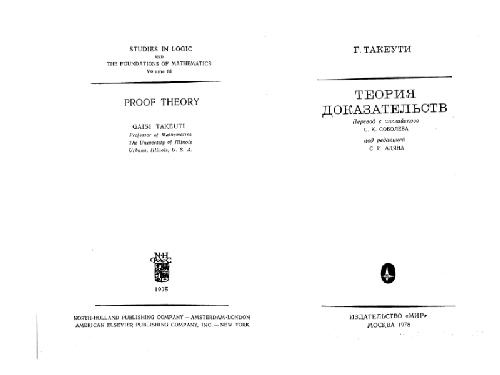 STUDIES IN LOGIC
AND
THE FOUNDATIONS OF MATHEMATICS
Volume 81
PROOF THEORY
GAISI TAKEUTI
Professor of Mathematics
The University of Illinois
Urbana, Illinois, U. S. A.
1975
NORTH-HOLLAND PUBLISHING COMPANY — AMSTERDAM-LONDON
AMERICAN ELSEVIER PUBLISHING COMPANY, INC. — NEW YORK
Г. ТАКЕУТИ
ТЕОРИЯ
ДОКАЗАТЕЛЬСТВ
Перевод с английского
С. К. СОБОЛЕВА
под редакцией
С. И. АДЯНА
ИЗДАТЕЛЬСТВО «МИР»
МОСКВА 1978